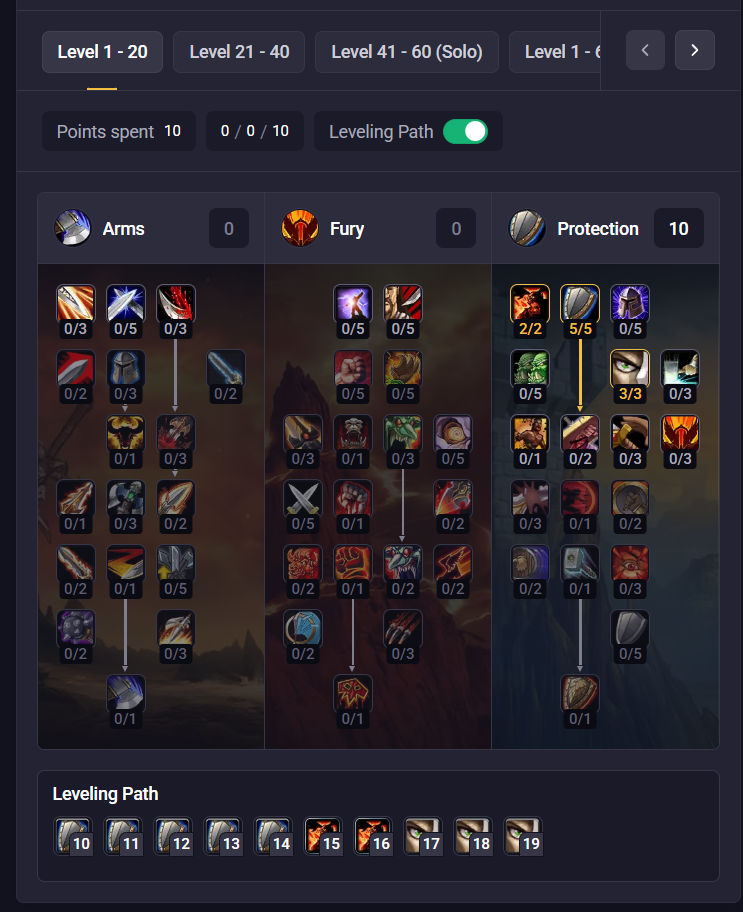 Level 1 - 20 Level 21 - 40 Level 41 - 60 (Solo) Level 1 - 6
Points spent 10 0 / 0 / 10 Leveling Path
Arms 0 Fury 0 Protection 10
0/3 0/5 0/3 0/5 0/5 2/2 5/5 0/5
0/2 0/3 0/2 0/5 0/5 0/5 3/3 0/3
0/1 0/3 0/3 0/1 0/3 0/5 0/1 0/2 0/3 0/3
0/1 0/3 0/2 0/5 0/1 0/2 0/3 0/1 0/2
0/2 0/1 0/5 0/2 0/1 0/2 0/2 0/2 0/1 0/3
0/2 0/3 0/2 0/3 0/5
0/1 0/1 0/1
Leveling Path
10 11 12 13 14 15 16 17 18 19